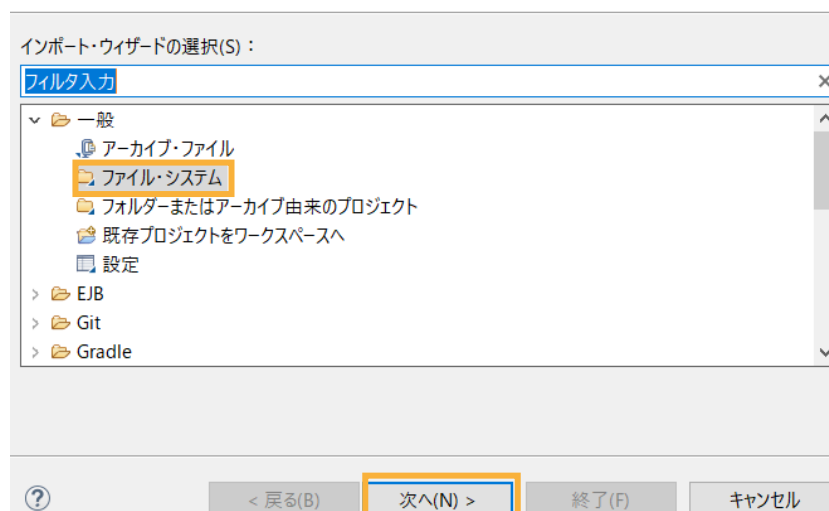 インポート・ウィザードの選択(S)：
フィルタ入力
一般
アーカイブ・ファイル
ファイル・システム
フォルダーまたはアーカイブ由来のプロジェクト
既存プロジェクトをワークスペースへ
設定
EJB
Git
Gradle
< 戻る(B) 次へ(N) > 終了(F) キャンセル